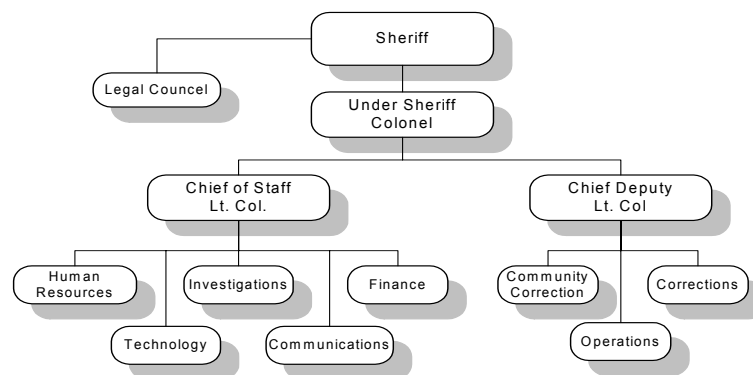 Sheriff
Legal Councel
Under Sheriff
Colonel
Chief of Staff
Lt. Col.
Chief Deputy
Lt. Col
Human
Resources
Investigations
Finance
Community
Correction
Corrections
Technology
Communications
Operations